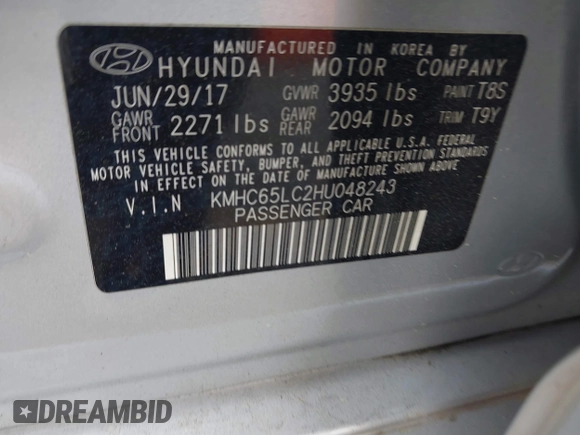 MANUFACTURED IN KOREA BY
HYUNDAI MOTOR COMPANY
JUN/29/17 GVWR 3935 lbs PAINT T8S
GAWR FRONT 2271 lbs GAWR REAR 2094 lbs TRIM T9Y
THIS VEHICLE CONFORMS TO ALL APPLICABLE U.S.A. FEDERAL
MOTOR VEHICLE SAFETY, BUMPER, AND THEFT PREVENTION STANDARDS
IN EFFECT ON THE DATE OF MANUFACTURE SHOWN ABOVE.
V.I.N KMHC65LC2HU048243
PASSENGER CAR
DREAMBID